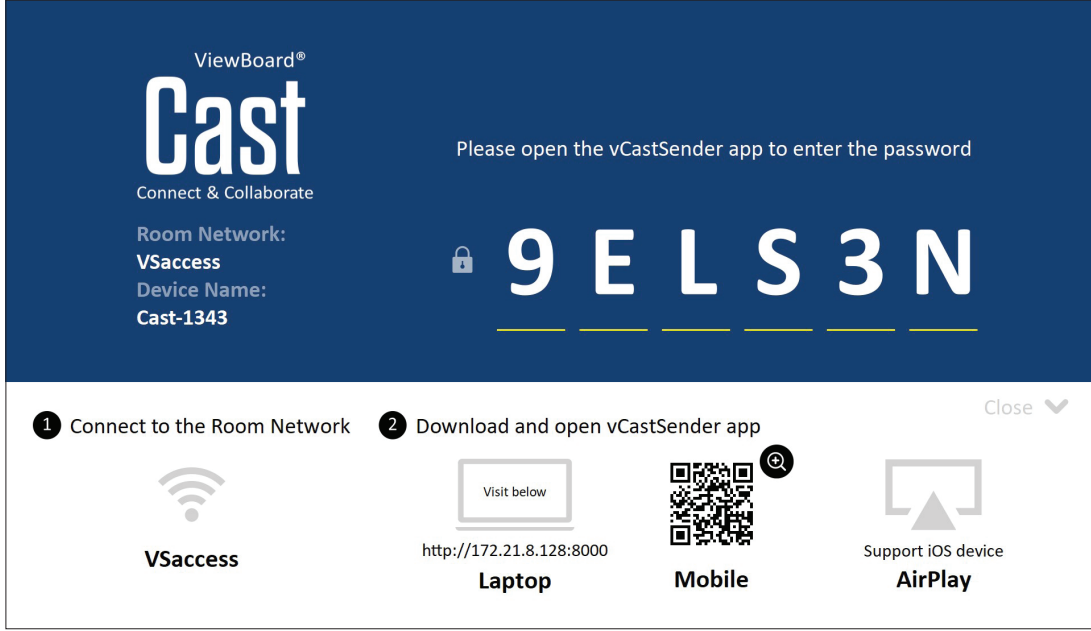 ViewBoard®
Cast
Connect & Collaborate
Room Network:
VSaccess
Device Name:
Cast-1343
Please open the vCastSender app to enter the password
9 E L S 3 N
1 Connect to the Room Network
VSaccess
2 Download and open vCastSender app
Close
Visit below
http://172.21.8.128:8000
Laptop
Mobile
Support iOS device
AirPlay